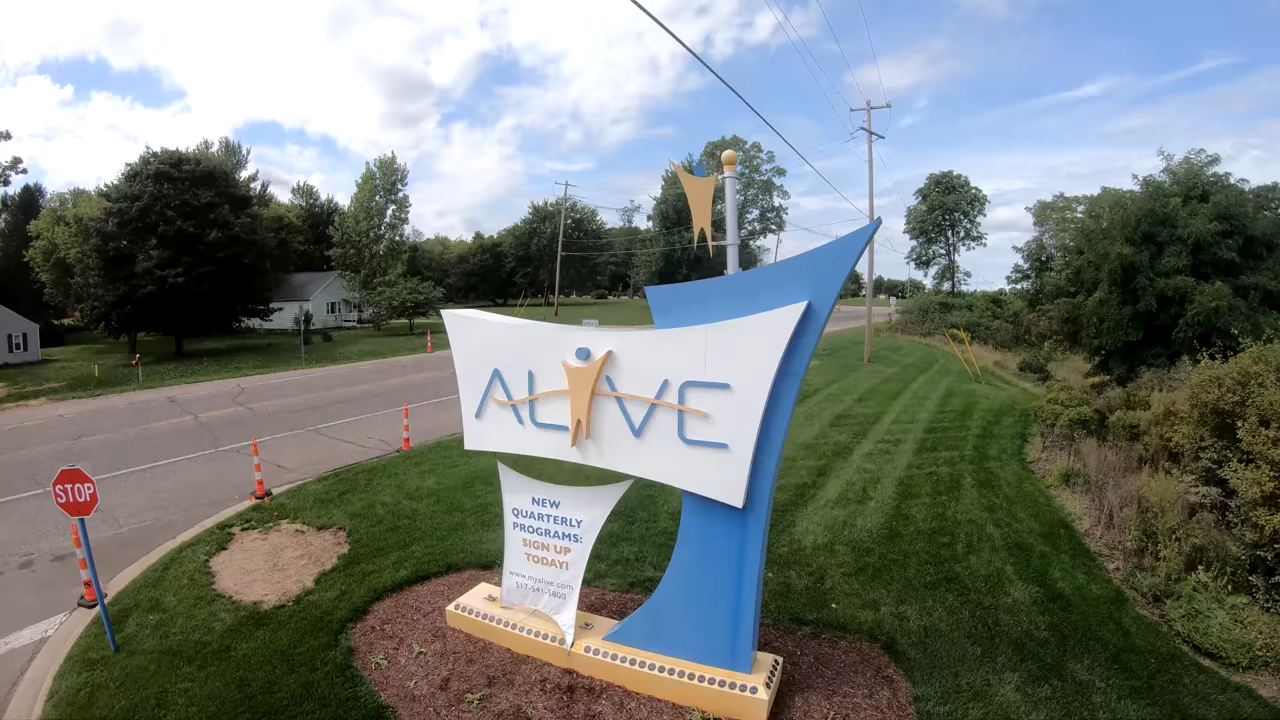 ALIVE
NEW
QUARTERLY
PROGRAMS:
SIGN UP
TODAY!
www.myalive.com
517-541-5800
STOP